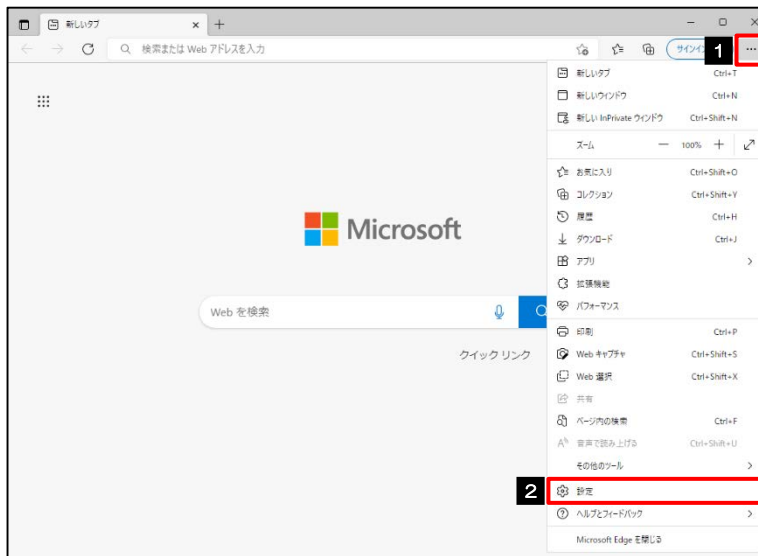 新しいタブ
検索または Web アドレスを入力
サインイン
1
新しいタブ Ctrl+T
新しいウィンドウ Ctrl+N
新しい InPrivate ウィンドウ Ctrl+Shift+N
ズーム 100%
お気に入り Ctrl+Shift+O
コレクション Ctrl+Shift+Y
履歴 Ctrl+H
ダウンロード Ctrl+J
アプリ
拡張機能
パフォーマンス
印刷 Ctrl+P
Web キャプチャ Ctrl+Shift+S
Web 選択 Ctrl+Shift+X
共有
ページ内の検索 Ctrl+F
音声で読み上げる Ctrl+Shift+U
その他のツール
2 設定
ヘルプとフィードバック
Microsoft Edge を閉じる
Microsoft
Web を検索
クイック リンク